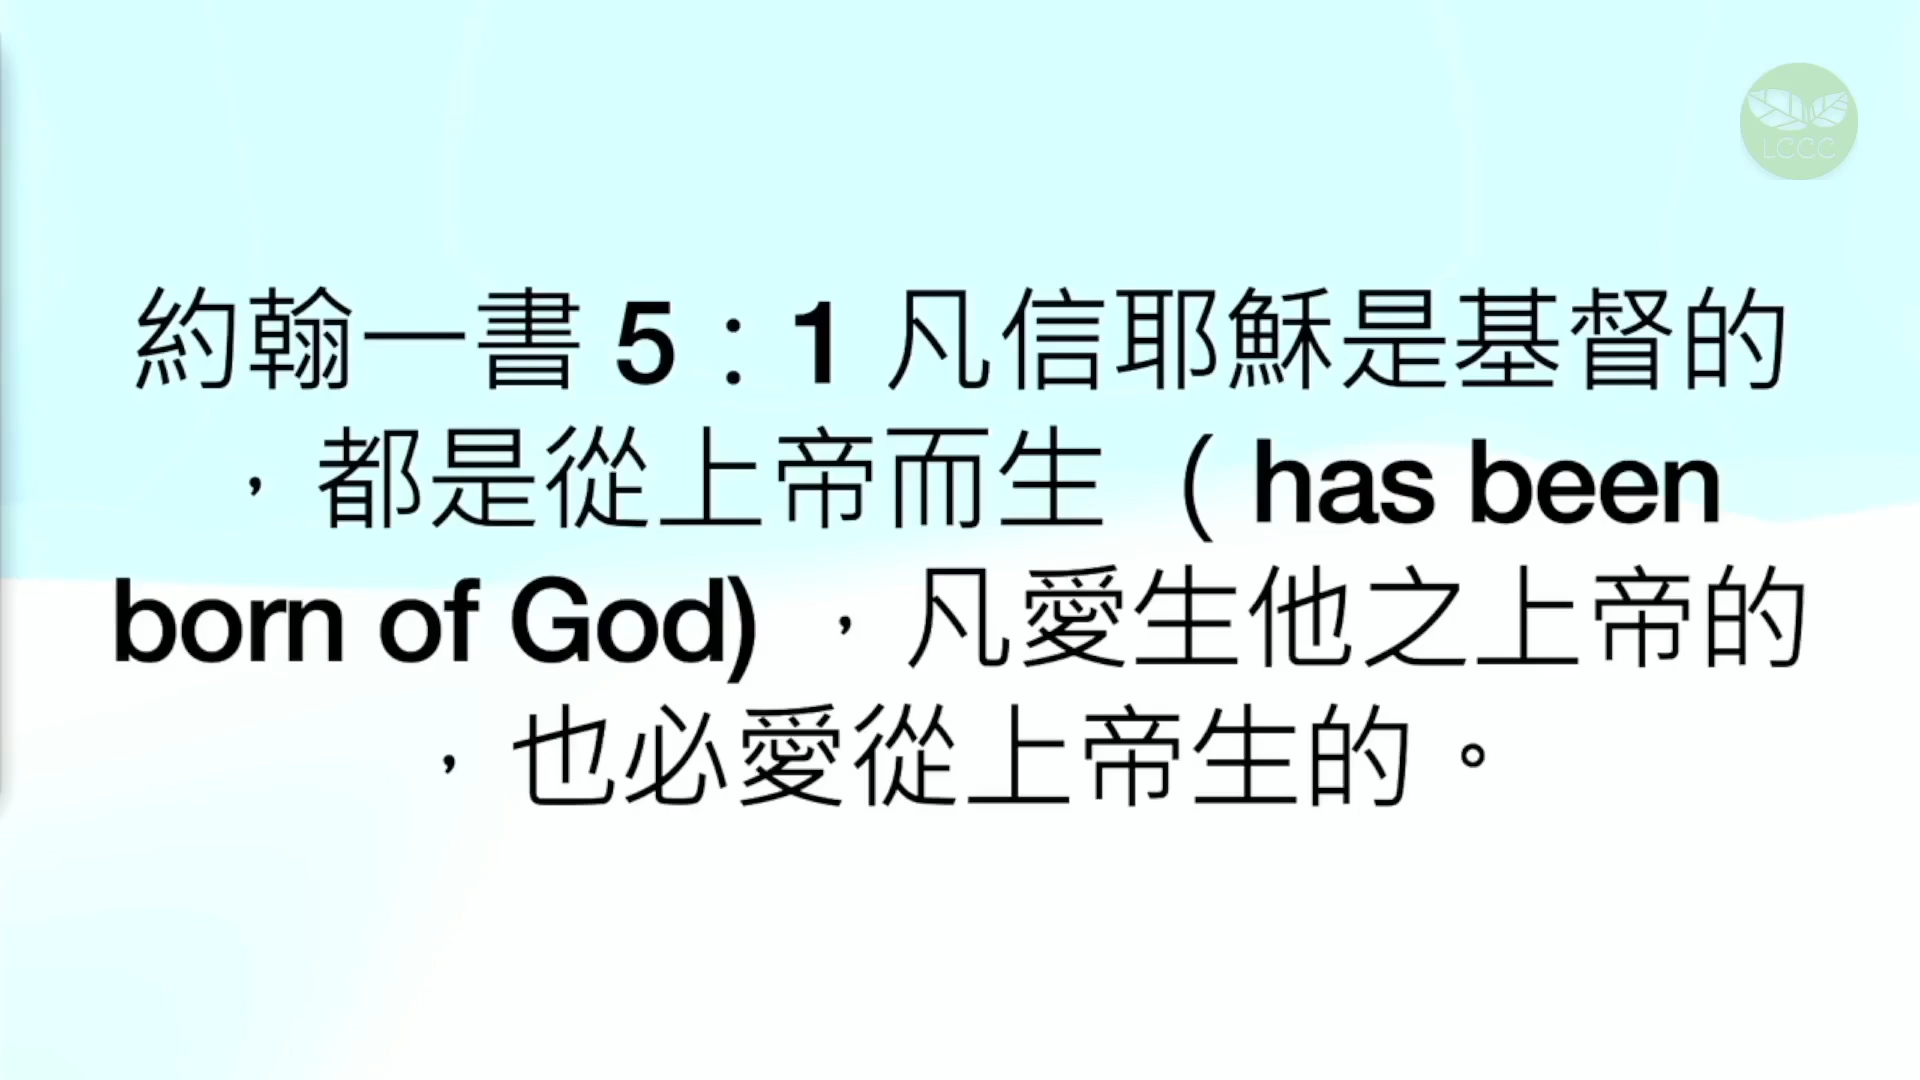 LCCC
約翰一書 5：1 凡信耶穌是基督的
，都是從上帝而生（has been
born of God) ，凡愛生他之上帝的
，也必愛從上帝生的。